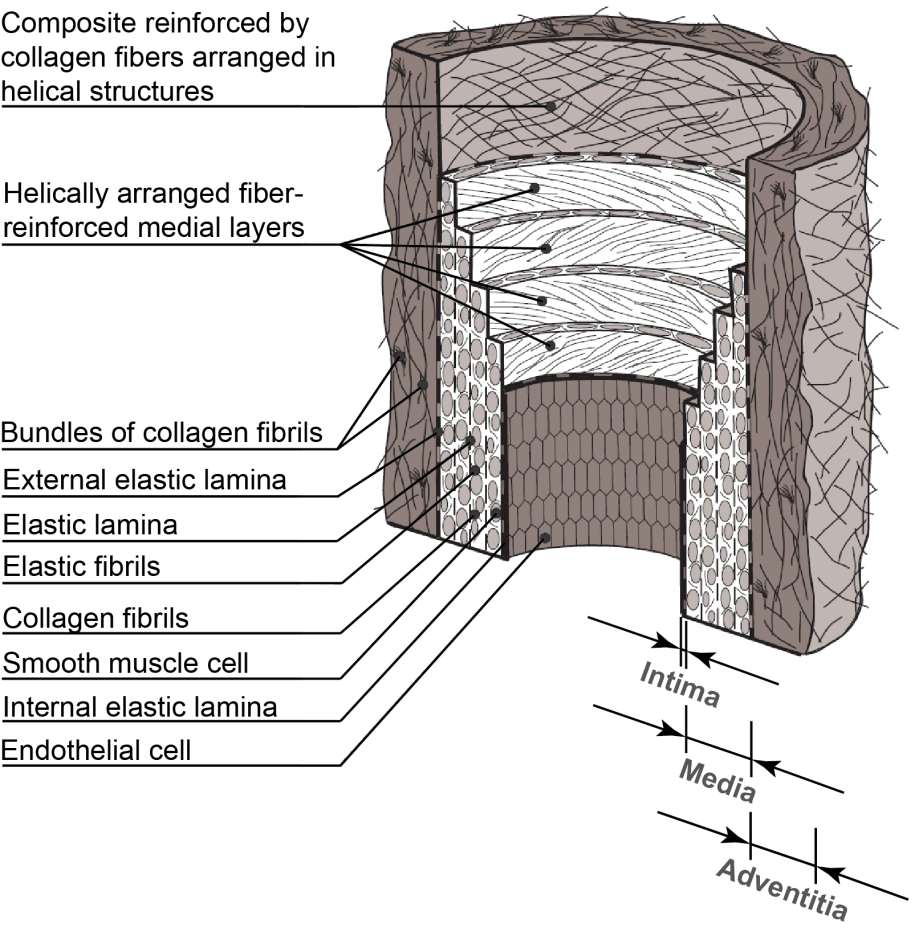 Composite reinforced by
collagen fibers arranged in
helical structures
Helically arranged fiber-
reinforced medial layers
Bundles of collagen fibrils
External elastic lamina
Elastic lamina
Elastic fibrils
Collagen fibrils
Smooth muscle cell
Internal elastic lamina
Endothelial cell
Intima
Media
Adventitia